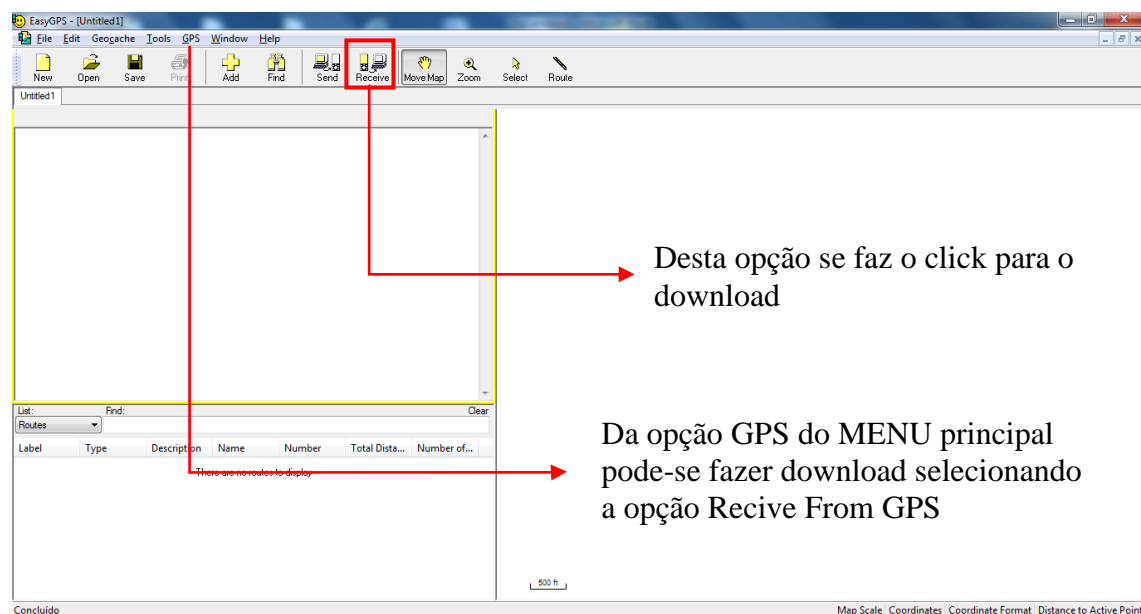 EasyGPS - [Untitled1]
File Edit Geocache Tools GPS Window Help
New Open Save Print Add Find Send Receive Move Map Zoom Select Route
Untitled1
Desta opção se faz o click para o
download
List: Find: Clear
Routes
Label Type Description Name Number Total Dista... Number of...
There are no routes to display
Da opção GPS do MENU principal
pode-se fazer download selecionando
a opção Recive From GPS
500 ft
Concluído Map Scale Coordinates Coordinate Format Distance to Active Point